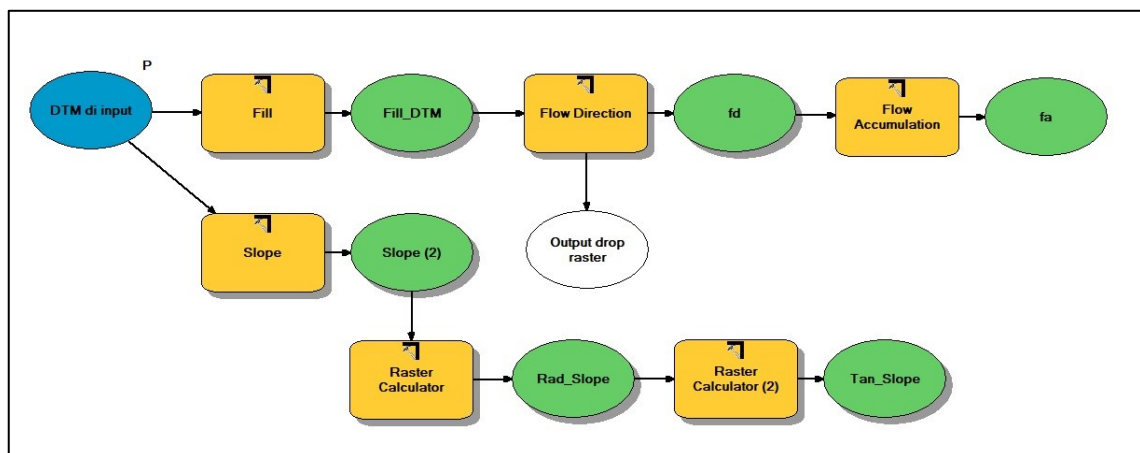 P
DTM di input
Fill
Fill_DTM
Flow Direction
fd
Flow
Accumulation
fa
Slope
Slope (2)
Output drop
raster
Raster
Calculator
Rad_Slope
Raster
Calculator (2)
Tan_Slope